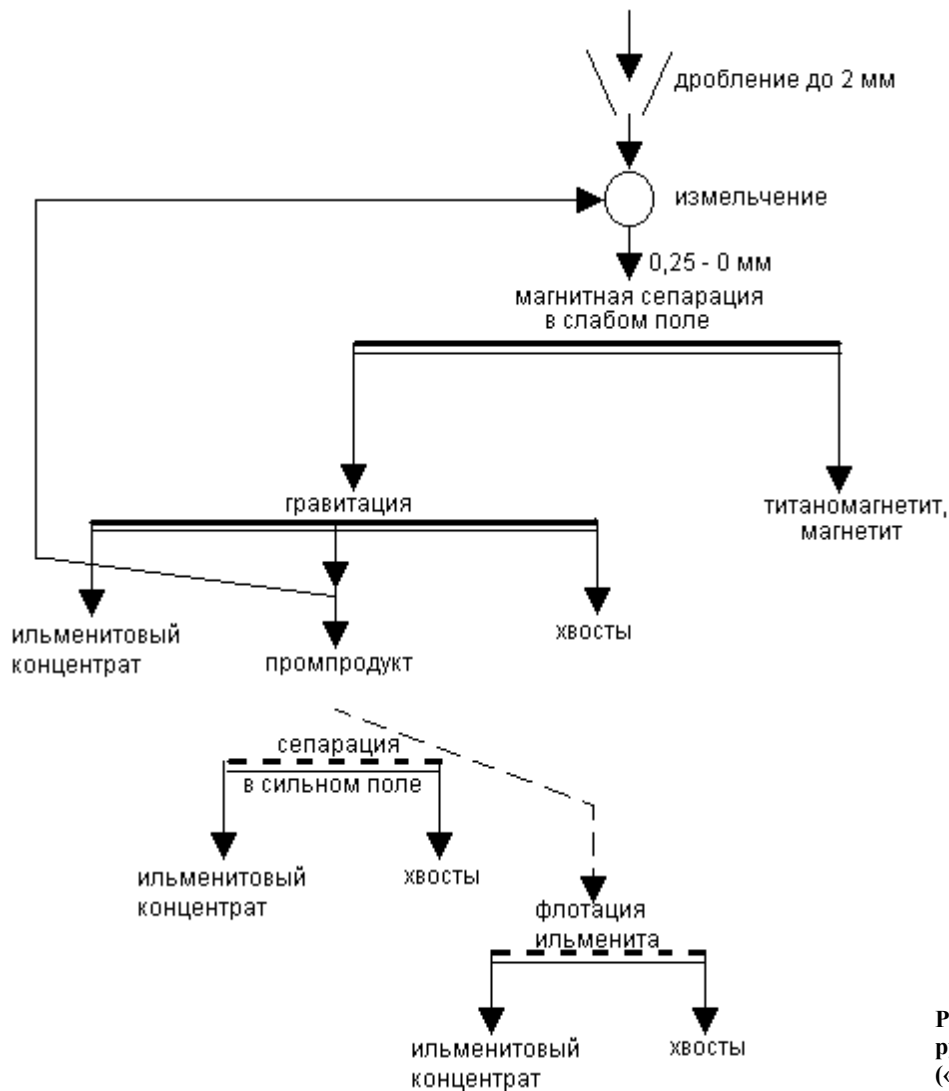 дробление до 2 мм
измельчение
0,25 - 0 мм
магнитная сепарация
в слабом поле
гравитация
титаномагнетит,
магнетит
ильменитовый
концентрат
промпродукт
хвосты
сепарация
в сильном поле
ильменитовый
концентрат
хвосты
флотация
ильменита
ильменитовый
концентрат
хвосты